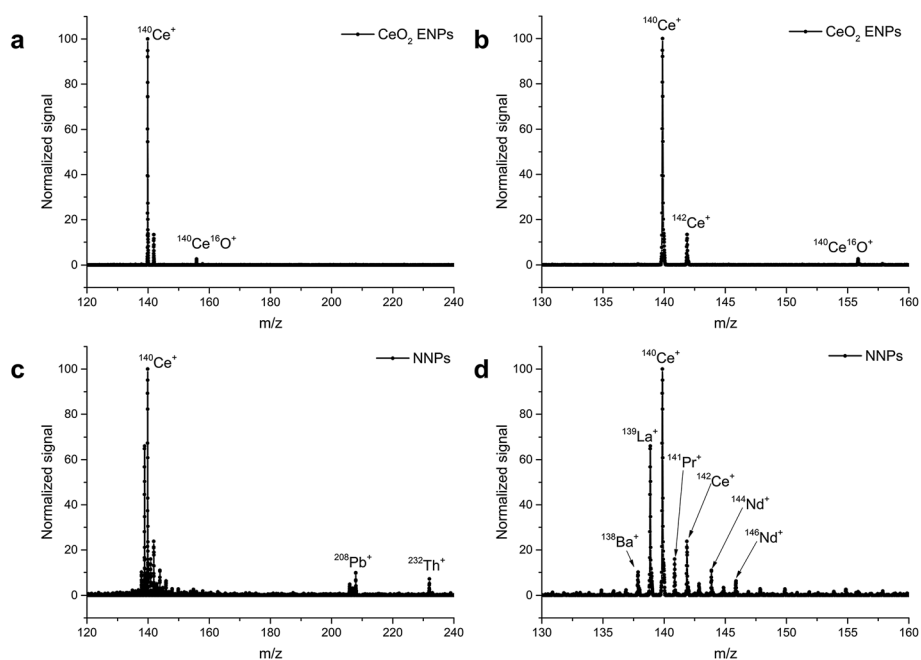 a
¹⁴⁰Ce⁺
CeO₂ ENPs
100
80
60
40
20
0
Normalized signal
¹⁴⁰Ce¹⁶O⁺
120 140 160 180 200 220 240
m/z
b
¹⁴⁰Ce⁺
CeO₂ ENPs
100
80
60
40
20
0
Normalized signal
¹⁴²Ce⁺
¹⁴⁰Ce¹⁶O⁺
130 135 140 145 150 155 160
m/z
c
¹⁴⁰Ce⁺
NNPs
100
80
60
40
20
0
Normalized signal
²⁰⁸Pb⁺
²³²Th⁺
120 140 160 180 200 220 240
m/z
d
¹⁴⁰Ce⁺
NNPs
100
80
60
40
20
0
Normalized signal
¹³⁹La⁺
¹⁴¹Pr⁺
¹⁴²Ce⁺
¹⁴⁴Nd⁺
¹³⁸Ba⁺
¹⁴⁶Nd⁺
130 135 140 145 150 155 160
m/z